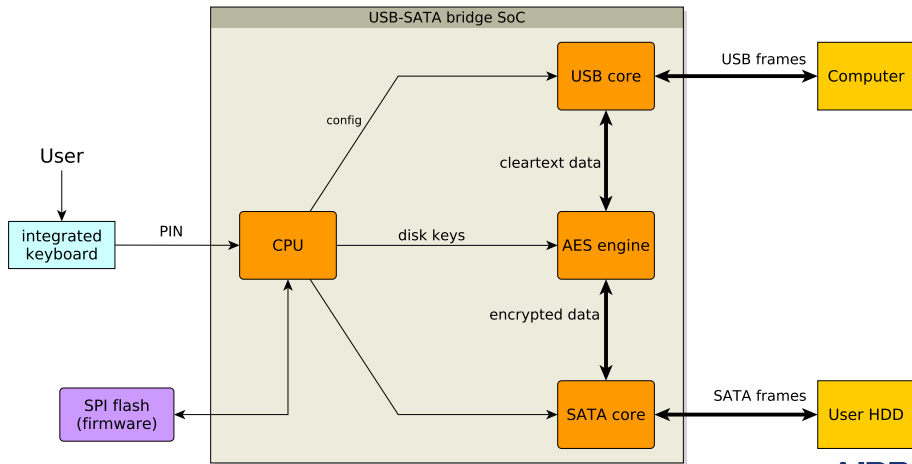 USB-SATA bridge SoC
USB frames
USB core
Computer
config
cleartext data
User
PIN
integrated
keyboard
CPU
disk keys
AES engine
encrypted data
SATA frames
SPI flash
(firmware)
SATA core
User HDD